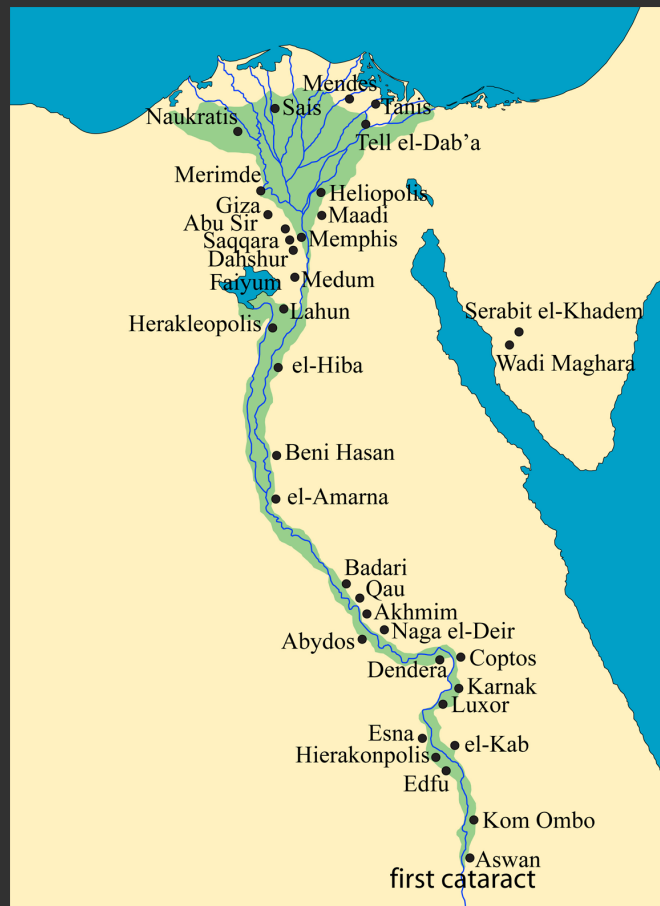 Mendes
Sais
Tanis
Naukratis
Tell el-Dab’a
Merimde
Heliopolis
Giza
Maadi
Abu Sir
Saqqara
Memphis
Dahshur
Medum
Faiyum
Lahun
Serabit el-Khadem
Herakleopolis
Wadi Maghara
el-Hiba
Beni Hasan
el-Amarna
Badari
Qau
Akhmim
Naga el-Deir
Abydos
Coptos
Dendera
Karnak
Luxor
Esna
el-Kab
Hierakonpolis
Edfu
Kom Ombo
Aswan
first cataract